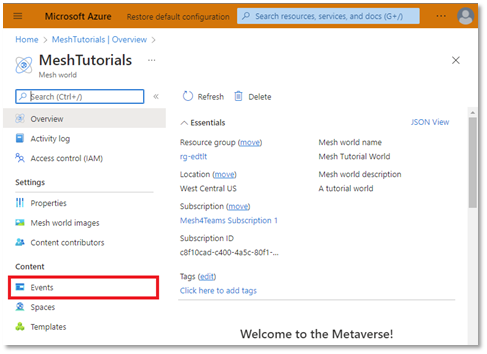 Microsoft Azure
Restore default configuration
Search resources, services, and docs (G+/)
...
Home > MeshTutorials | Overview >
MeshTutorials
...
Mesh world
Search (Ctrl+/)
«
Refresh
Delete
Overview
Activity log
Access control (IAM)
Settings
Properties
Mesh world images
Content contributors
Content
Events
Spaces
Templates
Essentials
JSON View
Resource group (move)
rg-edtlt
Location (move)
West Central US
Subscription (move)
Mesh4Teams Subscription 1
Subscription ID
c8f10cad-c400-4a5c-80f1-...
Mesh world name
Mesh Tutorial World
Mesh world description
A tutorial world
Tags (edit)
Click here to add tags
Welcome to the Metaverse!